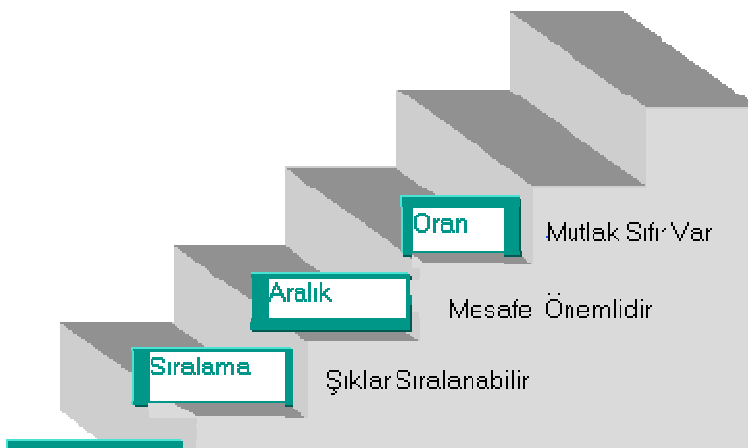 Oran
Mutlak Sıfır Var
Aralık
Mesafe Önemlidir
Sıralama
Şıklar Sıralanabilir